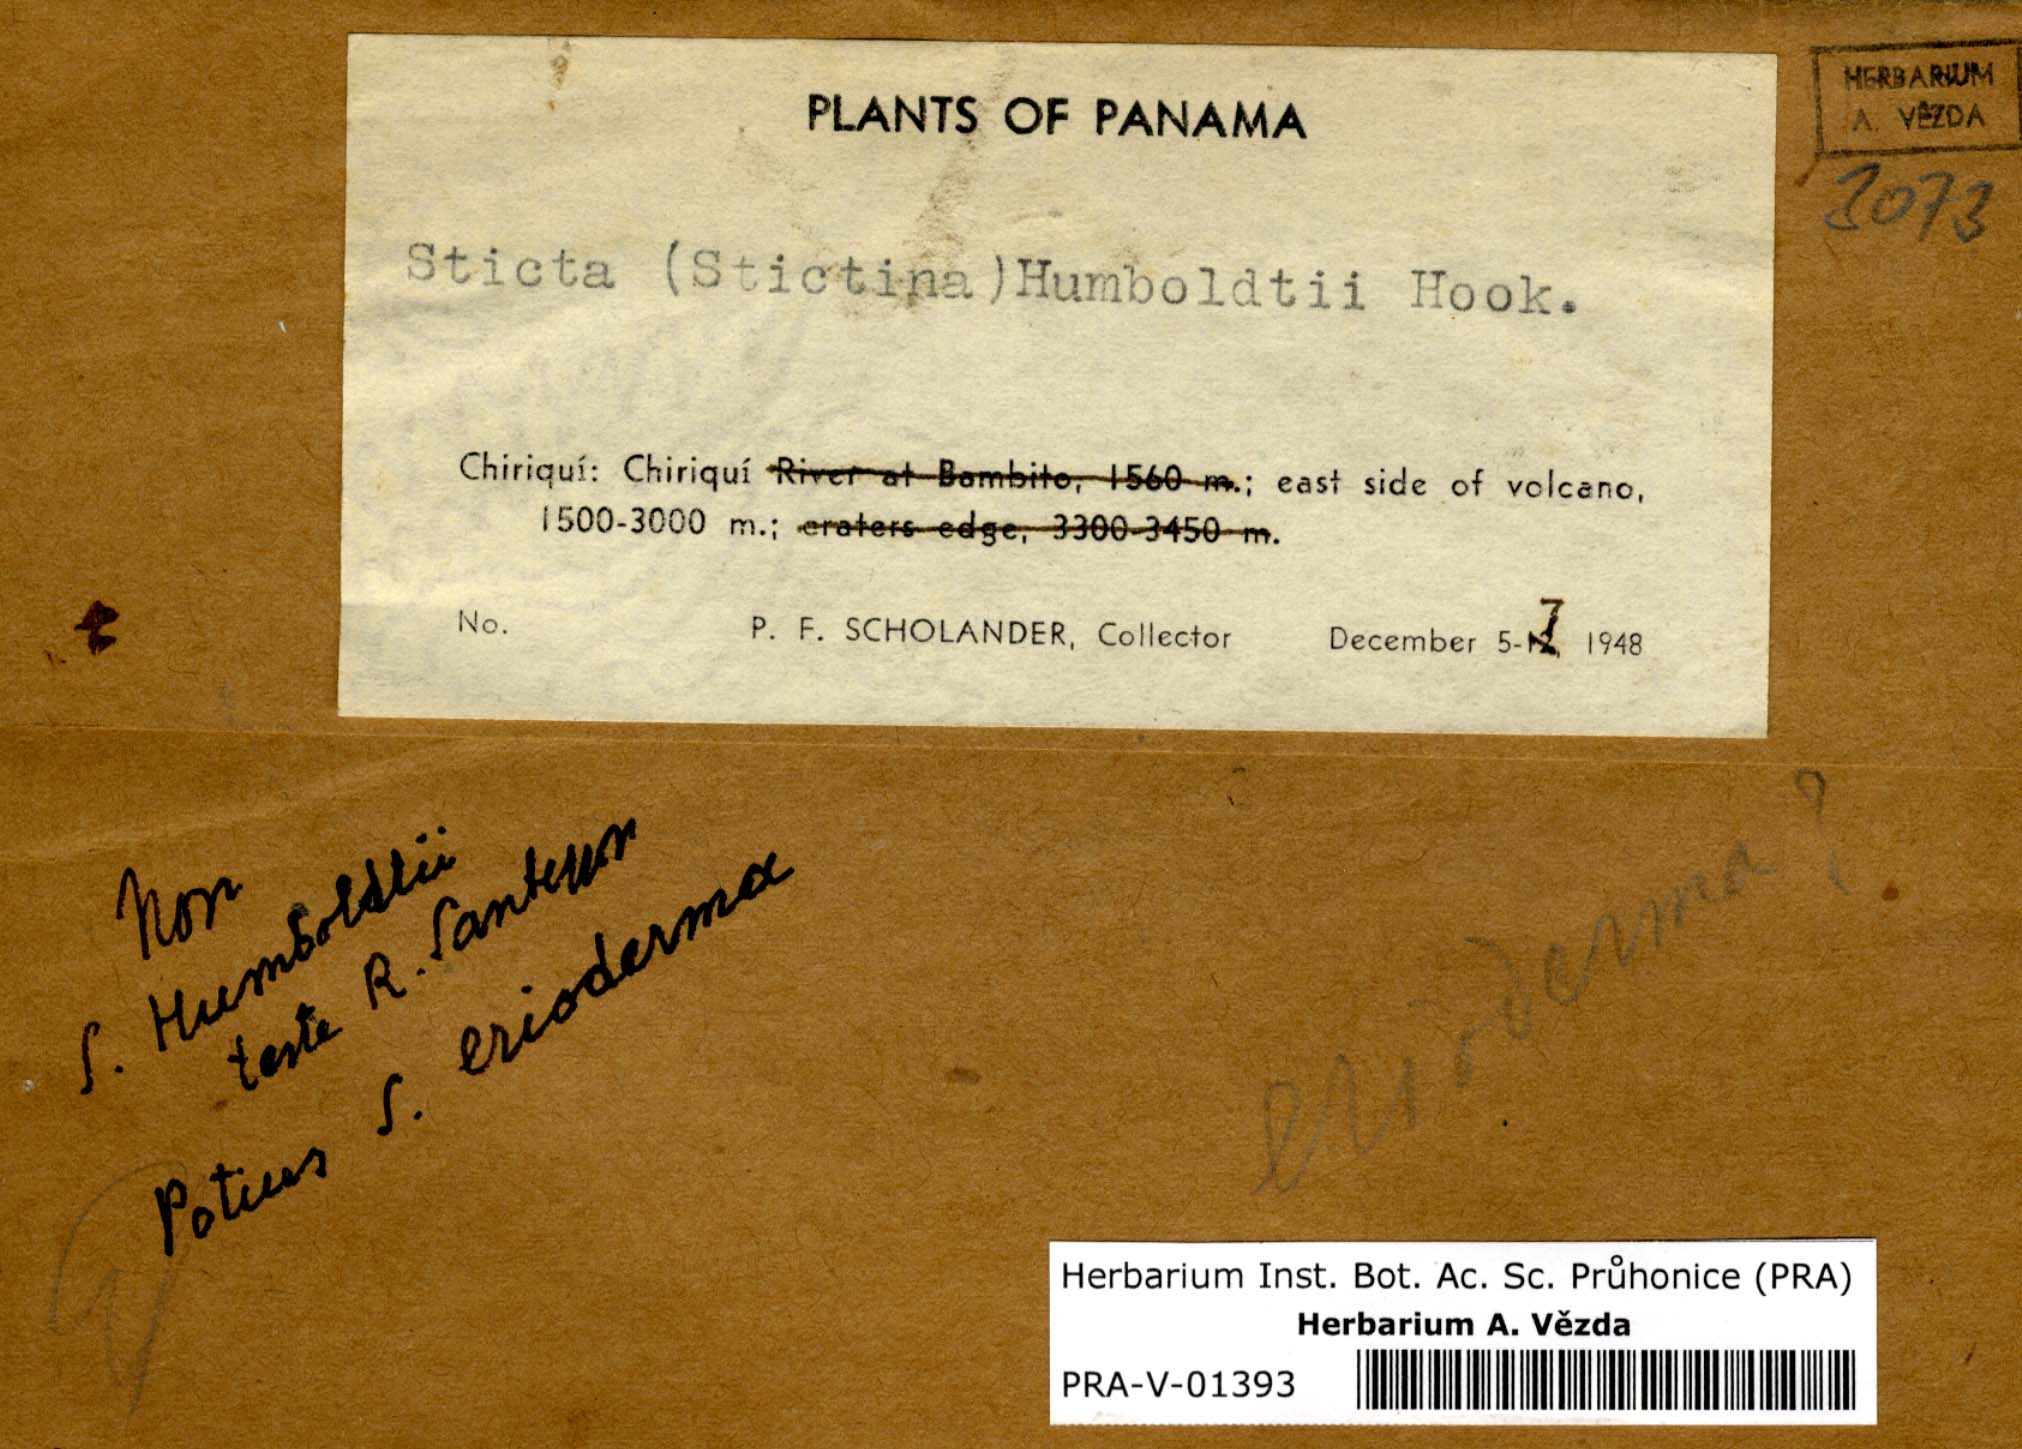 PLANTS OF PANAMA
HERBARIUM
A. VĚZDA
3073
Sticta (Stictina)Humboldtii Hook.
Chiriquí: Chiriquí River at Bambito, 1560 m.; east side of volcano,
1500-3000 m.; craters edge, 3300-3450 m.
No. P. F. SCHOLANDER, Collector December 5-7, 1948
Non
S. Humboldtii
teste R. Santesson
Potius S. erioderma
erioderma?
Herbarium Inst. Bot. Ac. Sc. Průhonice (PRA)
Herbarium A. Vězda
PRA-V-01393